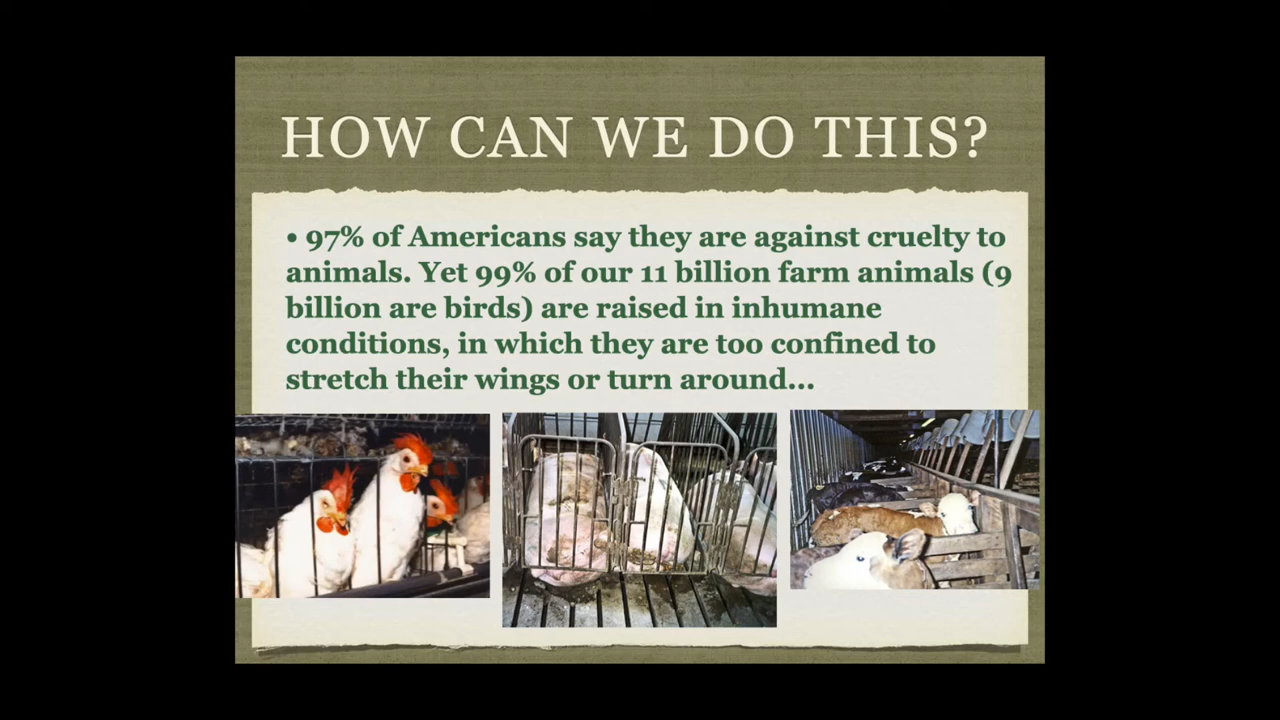 HOW CAN WE DO THIS?
• 97% of Americans say they are against cruelty to
animals. Yet 99% of our 11 billion farm animals (9
billion are birds) are raised in inhumane
conditions, in which they are too confined to
stretch their wings or turn around...